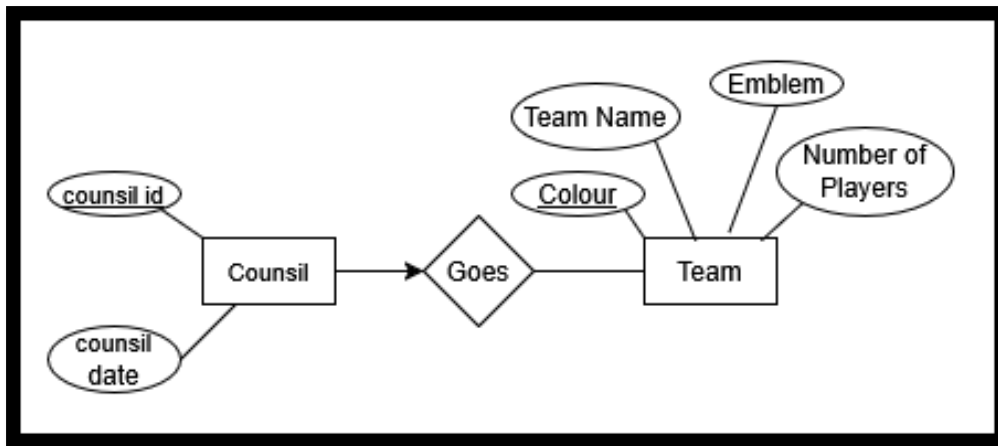 Emblem
Team Name
Number of
Players
counsil id
Colour
Counsil
Goes
Team
counsil
date